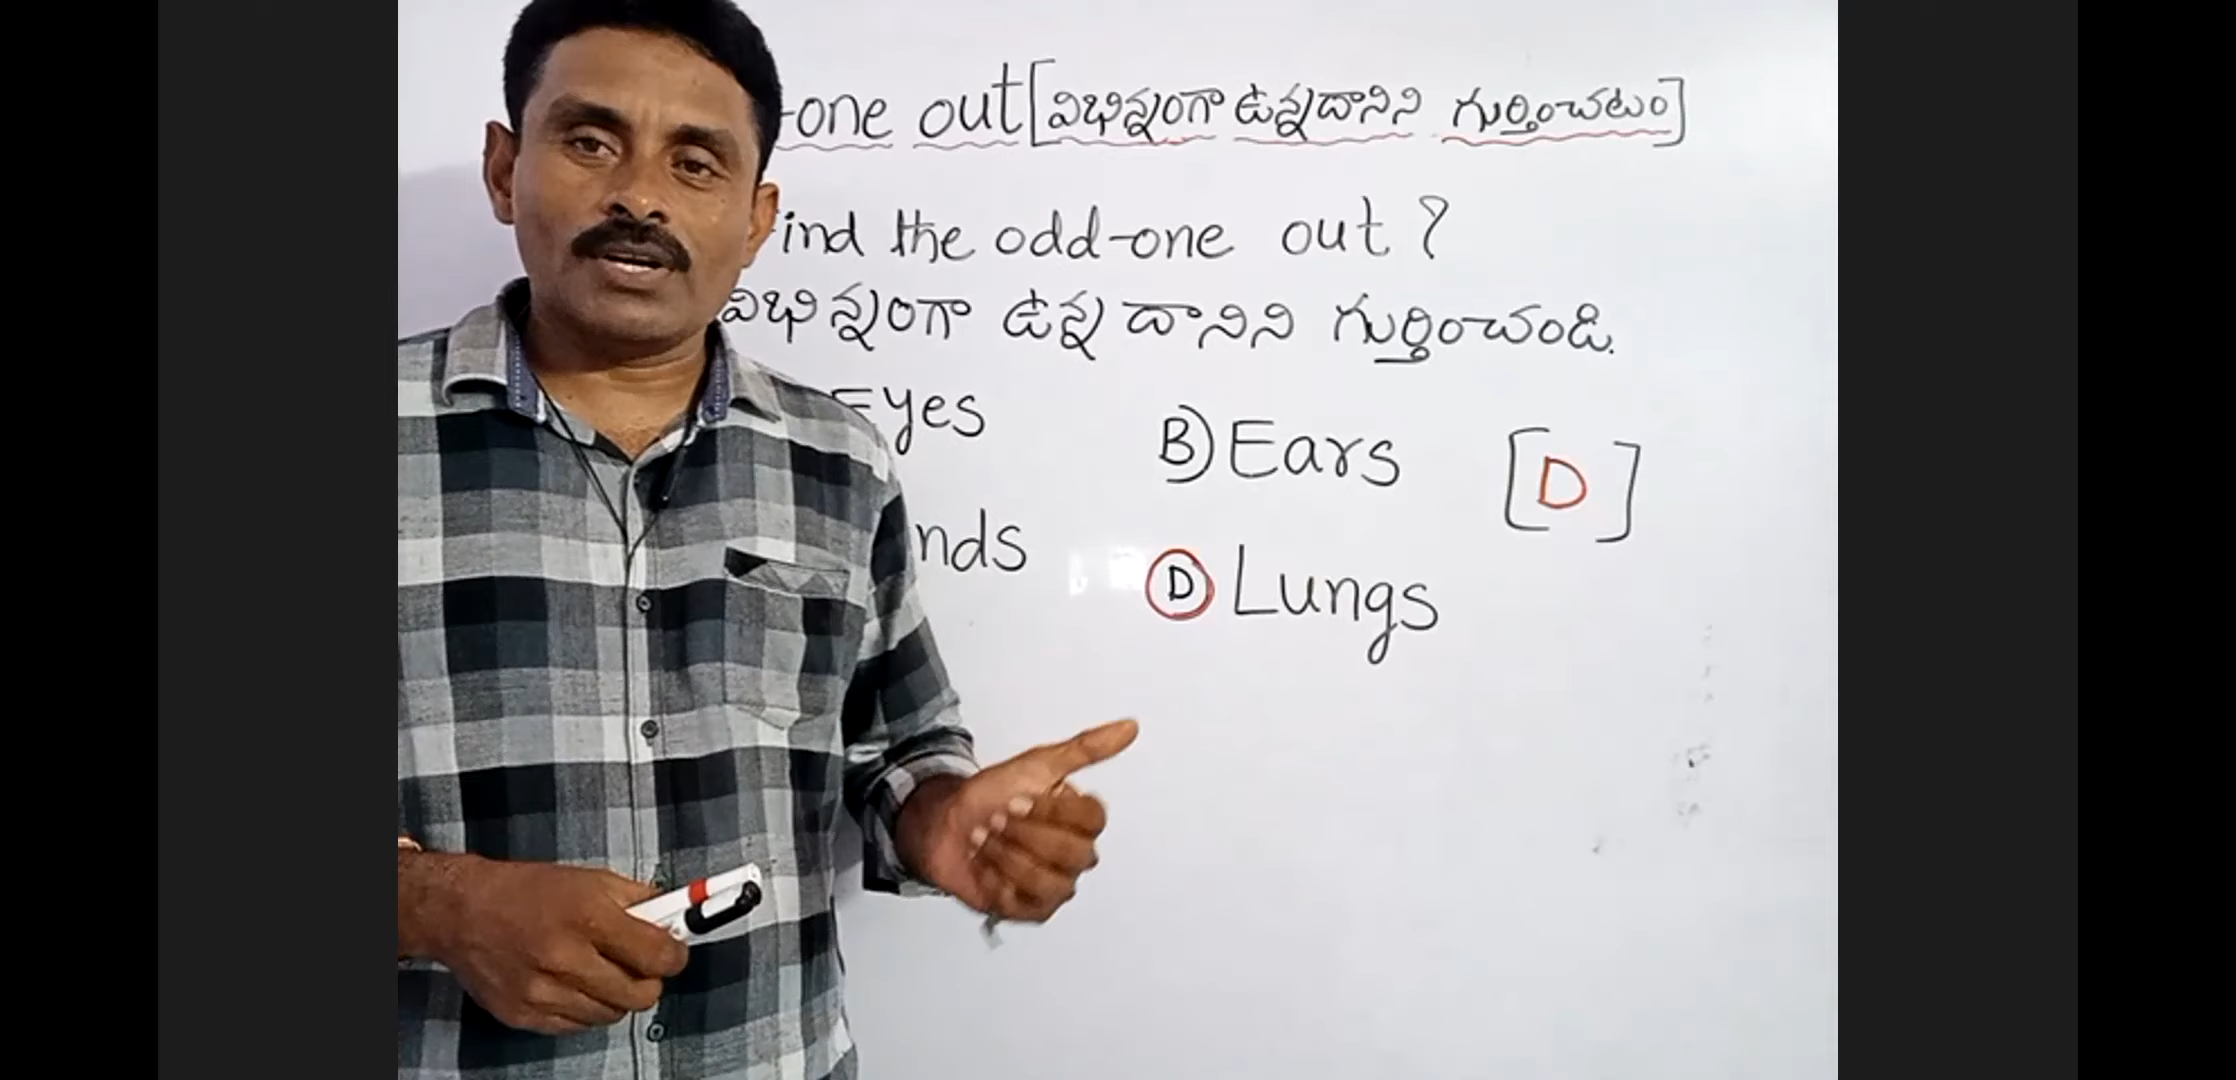 -one out [విభిన్నంగా ఉన్నదానిని గుర్తించటం]
ind the odd-one out?
విభిన్నంగా ఉన్న దానిని గుర్తించండి.
Eyes B) Ears [D]
nds D Lungs